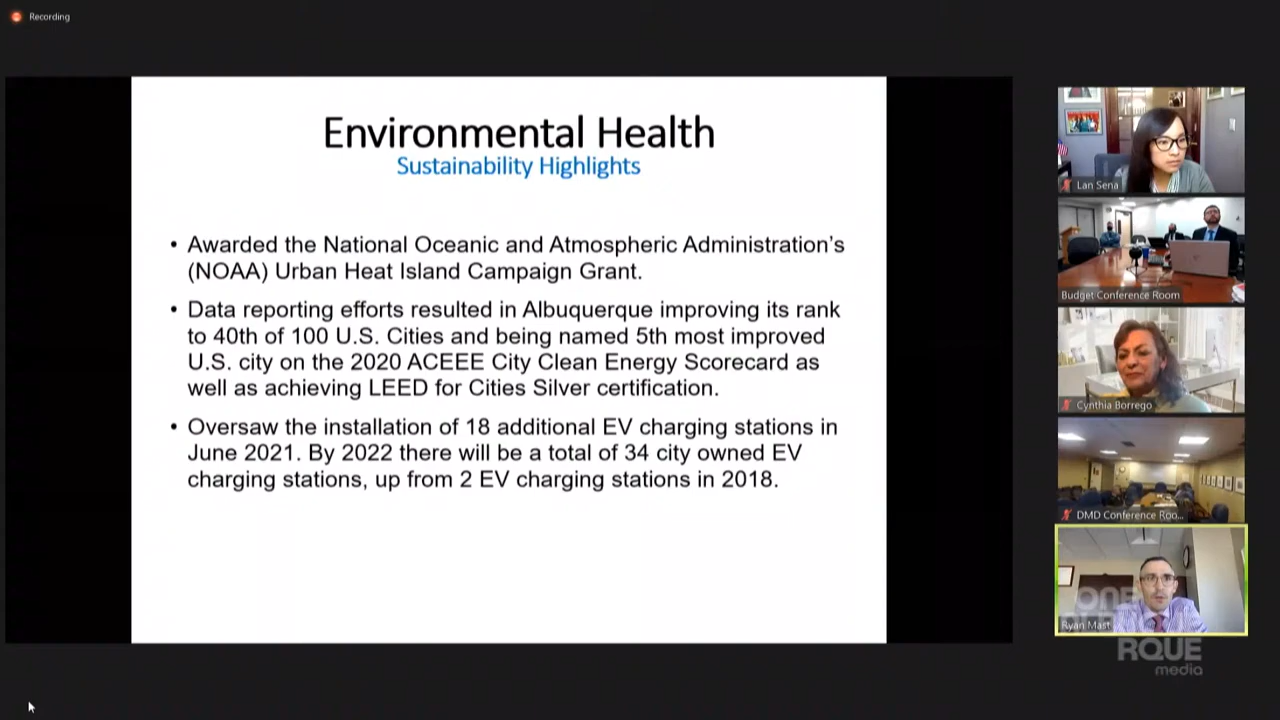 Recording
Environmental Health
Sustainability Highlights
• Awarded the National Oceanic and Atmospheric Administration’s
(NOAA) Urban Heat Island Campaign Grant.
• Data reporting efforts resulted in Albuquerque improving its rank
to 40th of 100 U.S. Cities and being named 5th most improved
U.S. city on the 2020 ACEEE City Clean Energy Scorecard as
well as achieving LEED for Cities Silver certification.
• Oversaw the installation of 18 additional EV charging stations in
June 2021. By 2022 there will be a total of 34 city owned EV
charging stations, up from 2 EV charging stations in 2018.
Lan Sena
Budget Conference Room
Cynthia Borrego
DMD Conference Roo...
Ryan Mast
ONE
RQUE
media